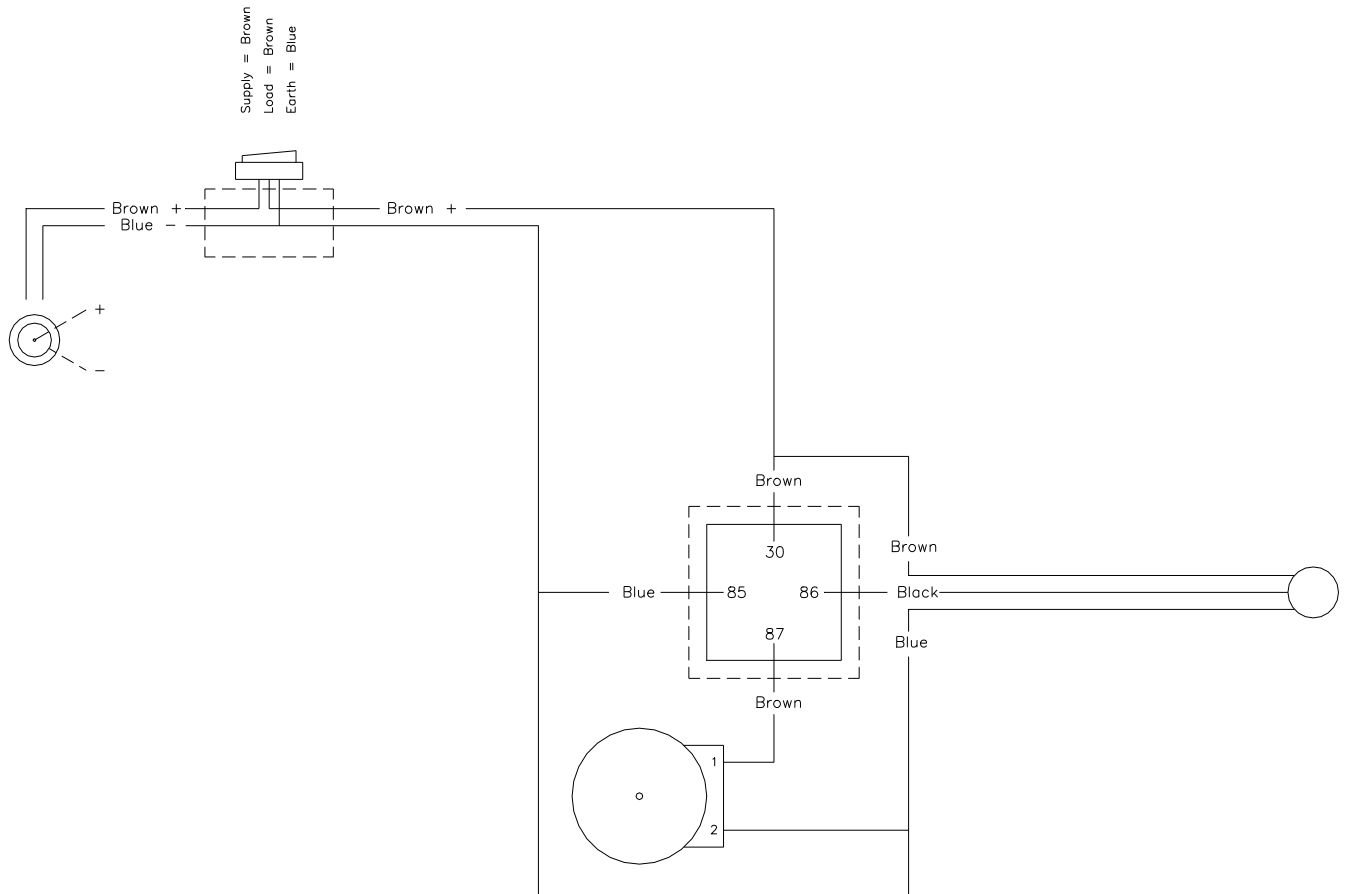 Supply = Brown
Load = Brown
Earth = Blue
Brown +
Brown +
Blue -
+
-
Brown
30
Brown
Blue
85
86
Black
87
Blue
Brown
1
2